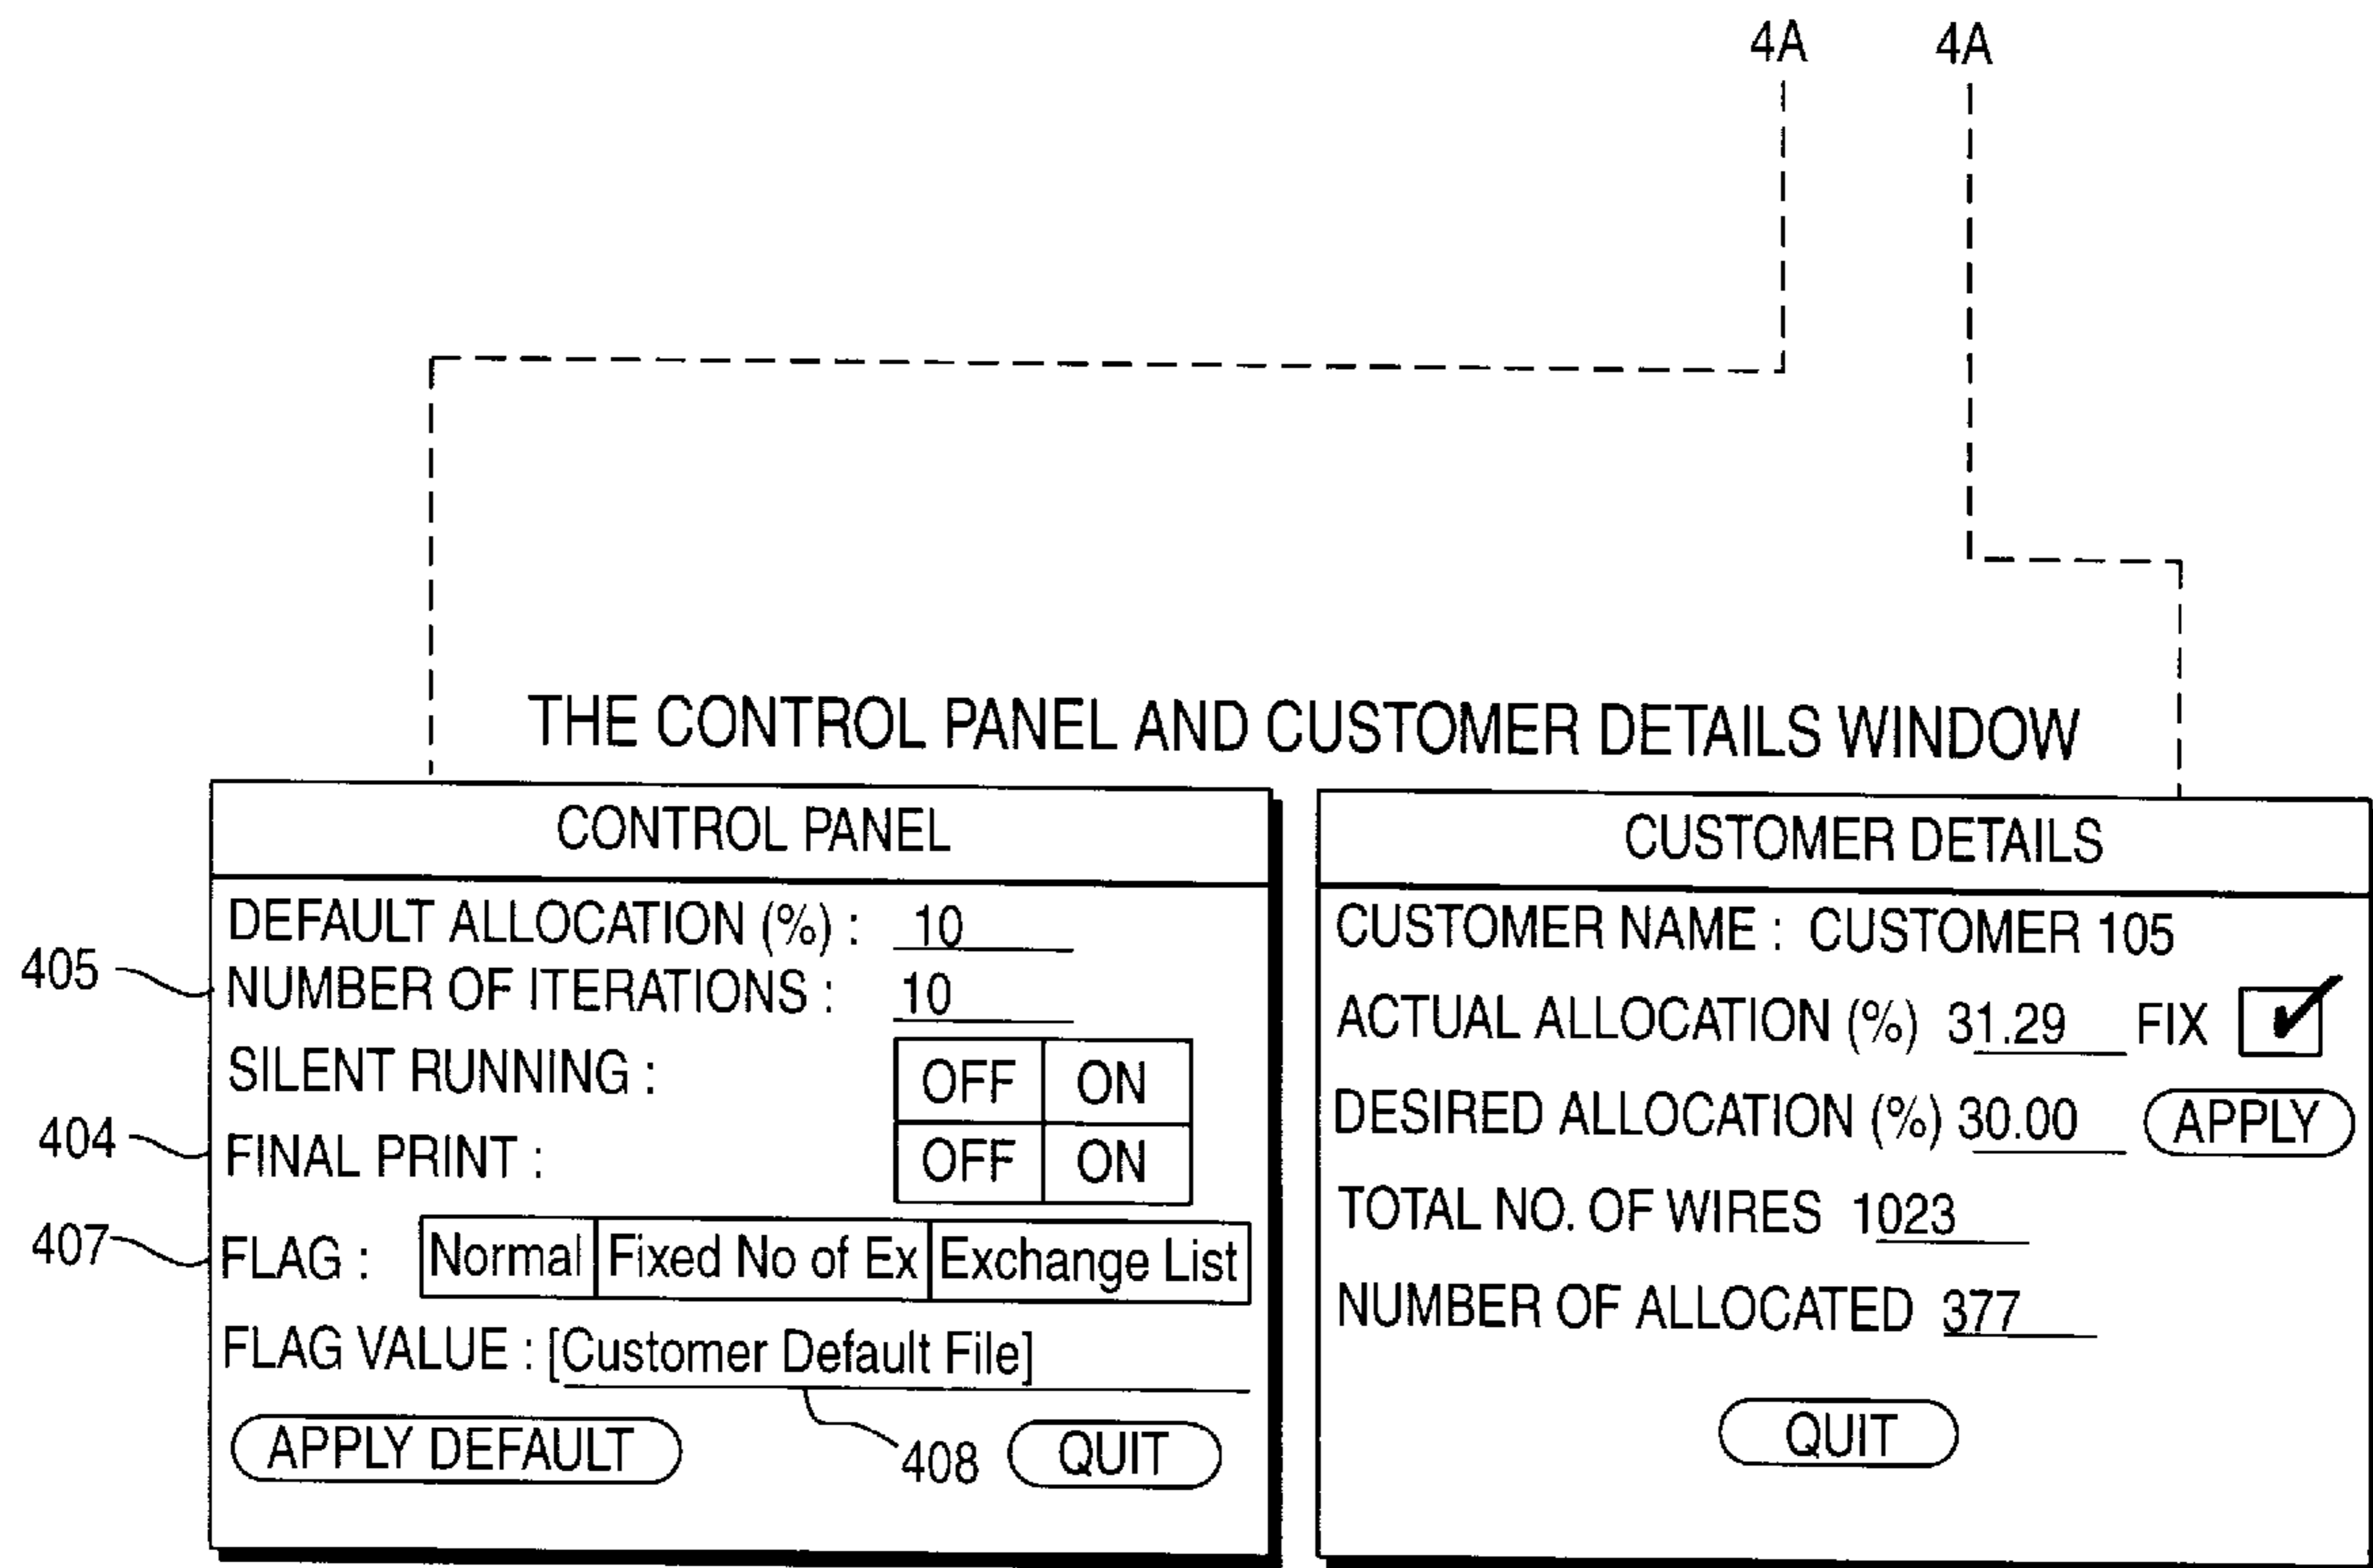 4A 4A
THE CONTROL PANEL AND CUSTOMER DETAILS WINDOW
CONTROL PANEL
DEFAULT ALLOCATION (%) : 10
405 NUMBER OF ITERATIONS : 10
SILENT RUNNING : OFF ON
404 FINAL PRINT : OFF ON
407 FLAG : Normal Fixed No of Ex Exchange List
FLAG VALUE : [Customer Default File]
APPLY DEFAULT 408 QUIT
CUSTOMER DETAILS
CUSTOMER NAME : CUSTOMER 105
ACTUAL ALLOCATION (%) 31.29 FIX
DESIRED ALLOCATION (%) 30.00 APPLY
TOTAL NO. OF WIRES 1023
NUMBER OF ALLOCATED 377
QUIT